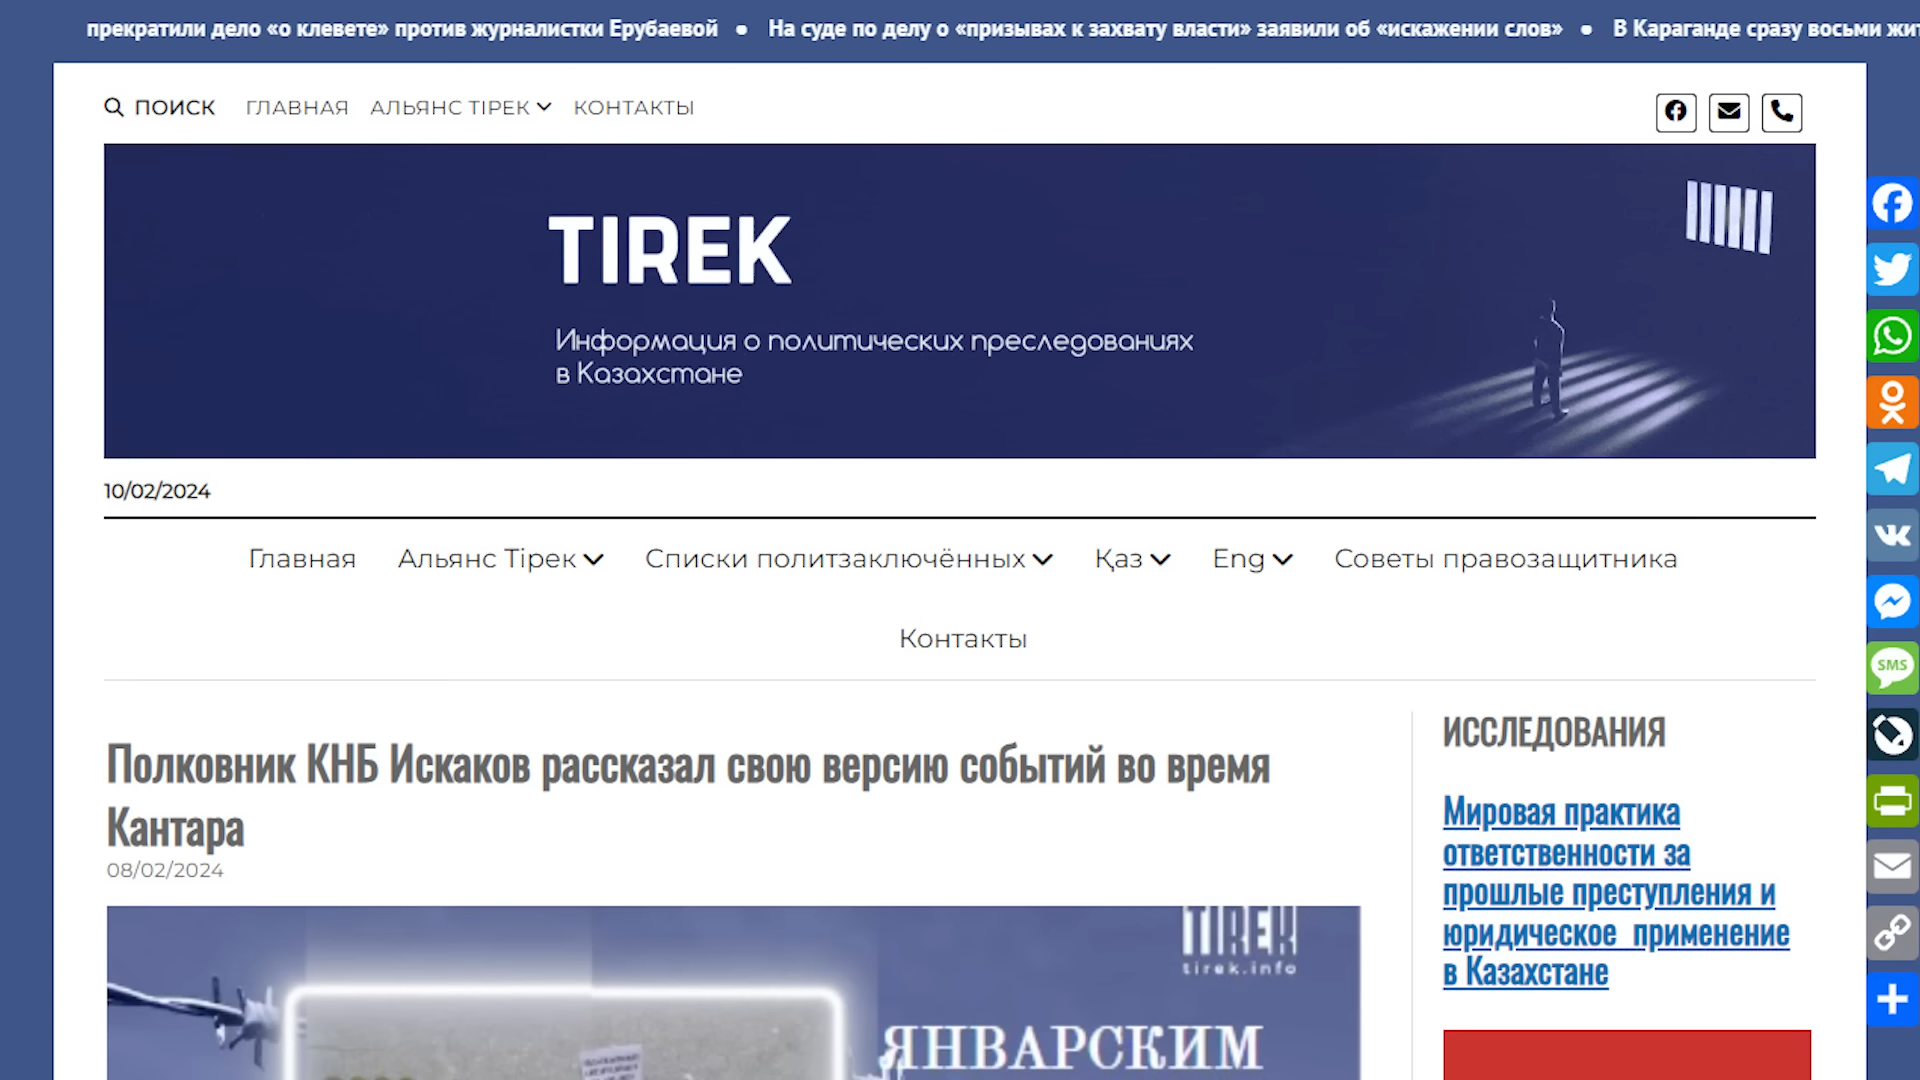 прекратили дело «о клевете» против журналистки Ерубаевой • На суде по делу о «призывах к захвату власти» заявили об «искажении слов» • В Караганде сразу восьми
ПОИСК ГЛАВНАЯ АЛЬЯНС TIPEK КОНТАКТЫ
TIREK
Информация о политических преследованиях
в Казахстане
10/02/2024
Главная Альянс Тірек Списки политзаключённых Қаз Eng Советы правозащитника
Контакты
Полковник КНБ Искаков рассказал свою версию событий во время
Кантара
08/02/2024
TIREK
tirek.info
ЯНВАРСКИМ
ИССЛЕДОВАНИЯ
Мировая практика
ответственности за
прошлые преступления и
юридическое применение
в Казахстане
SMS